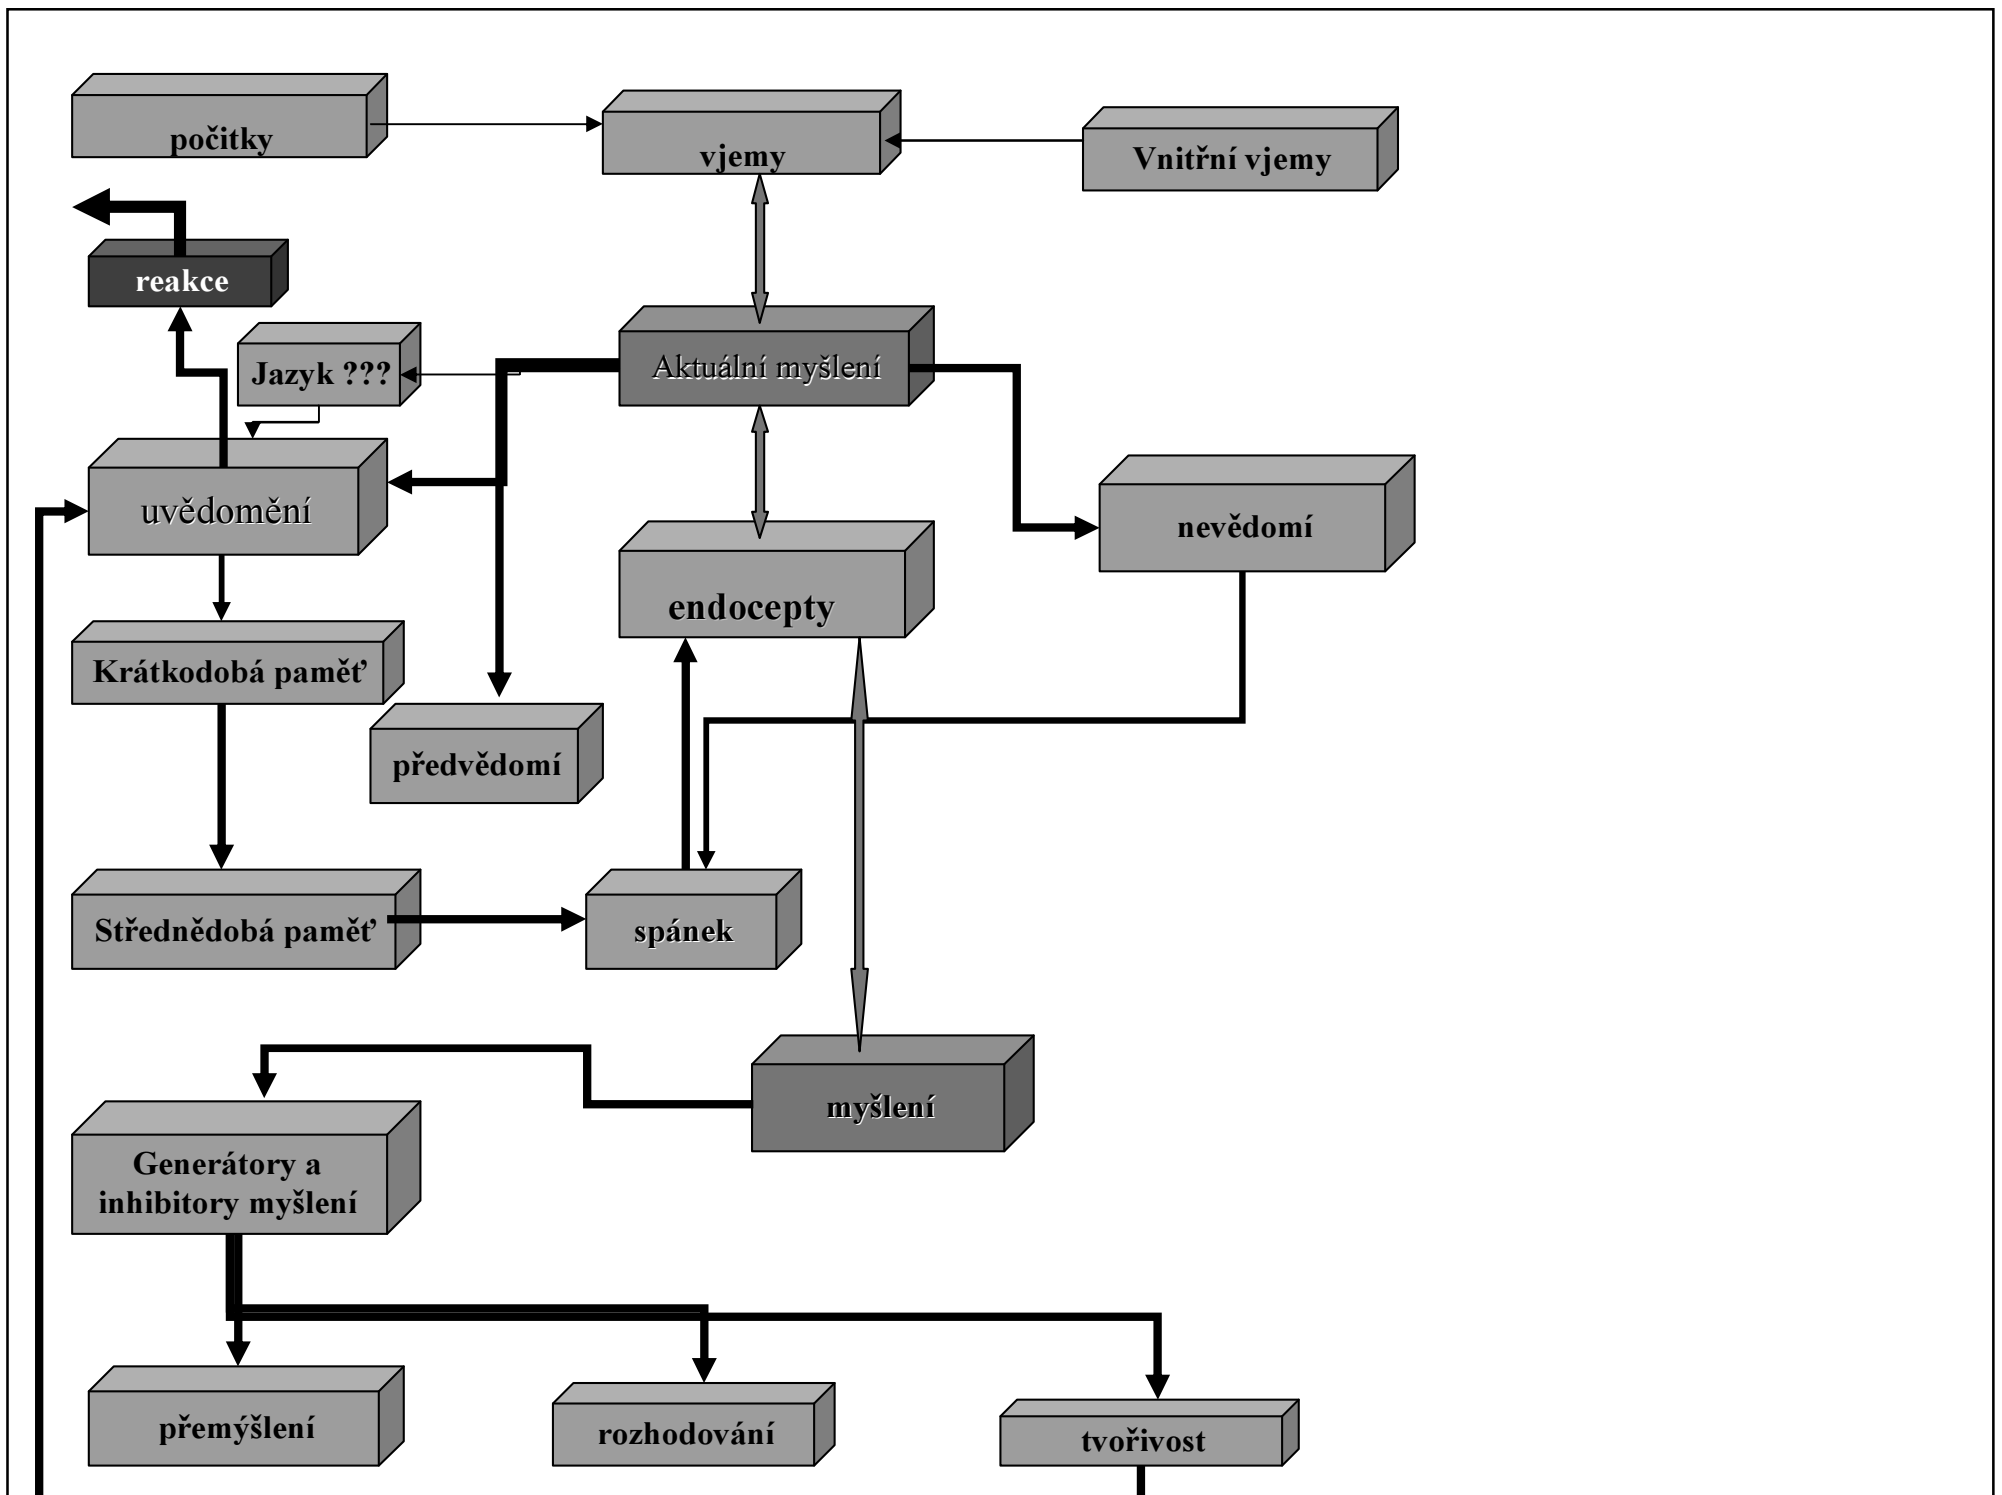 počitky
vjemy
Vnitřní vjemy
reakce
Jazyk ???
Aktuální myšlení
uvědomění
nevědomí
endocepty
Krátkodobá paměť
předvědomí
Střednědobá paměť
spánek
myšlení
Generátory a
inhibitory myšlení
přemýšlení
rozhodování
tvořivost